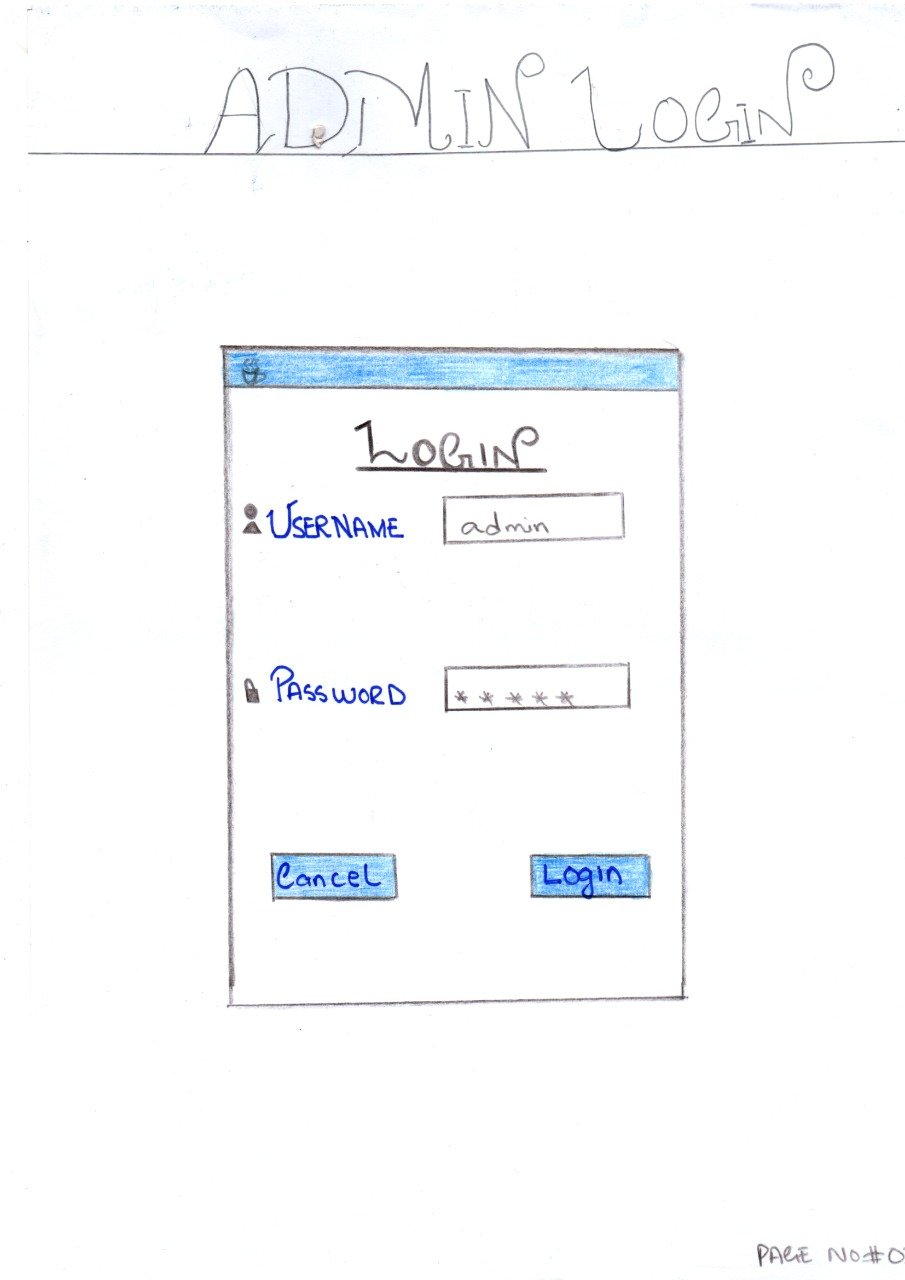 ADMIN LOGIN
LOGIN
USERNAME admin
PASSWORD *****
Cancel Login
PAGE NO#0